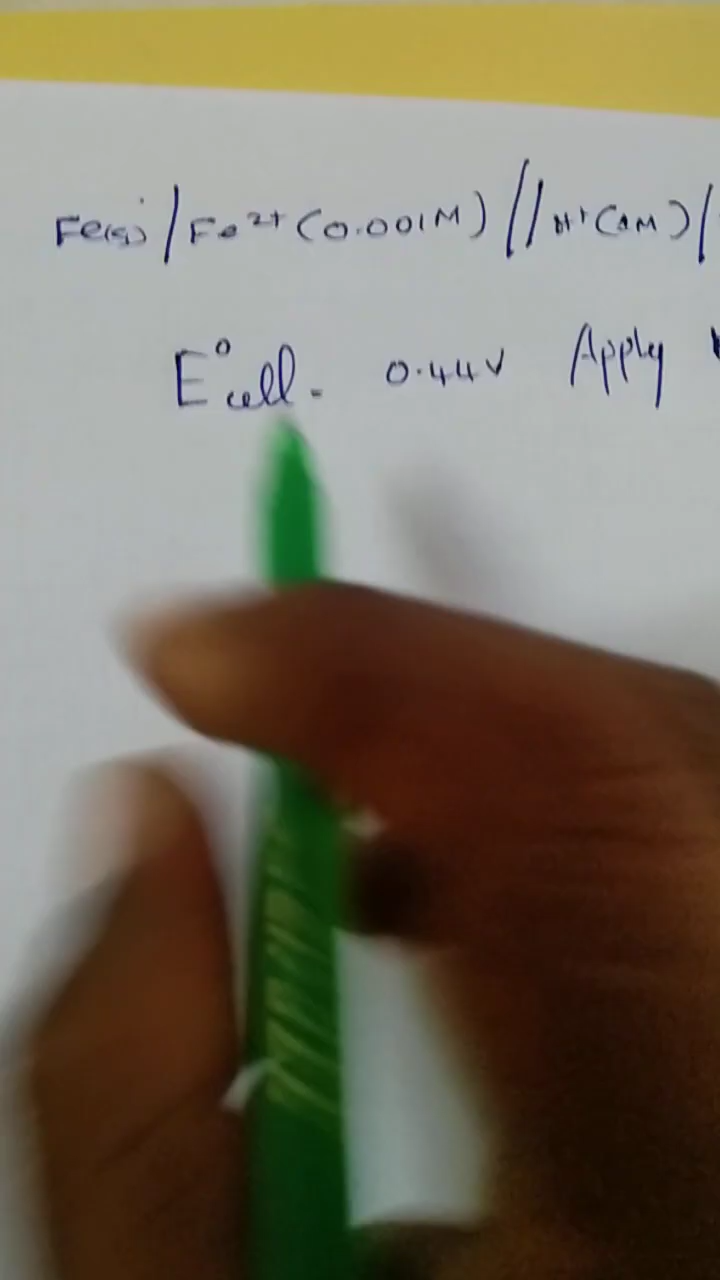 Fe(s) / Fe²⁺ (0.001M) // H⁺ (1M) /
E°cell = 0.44V Apply